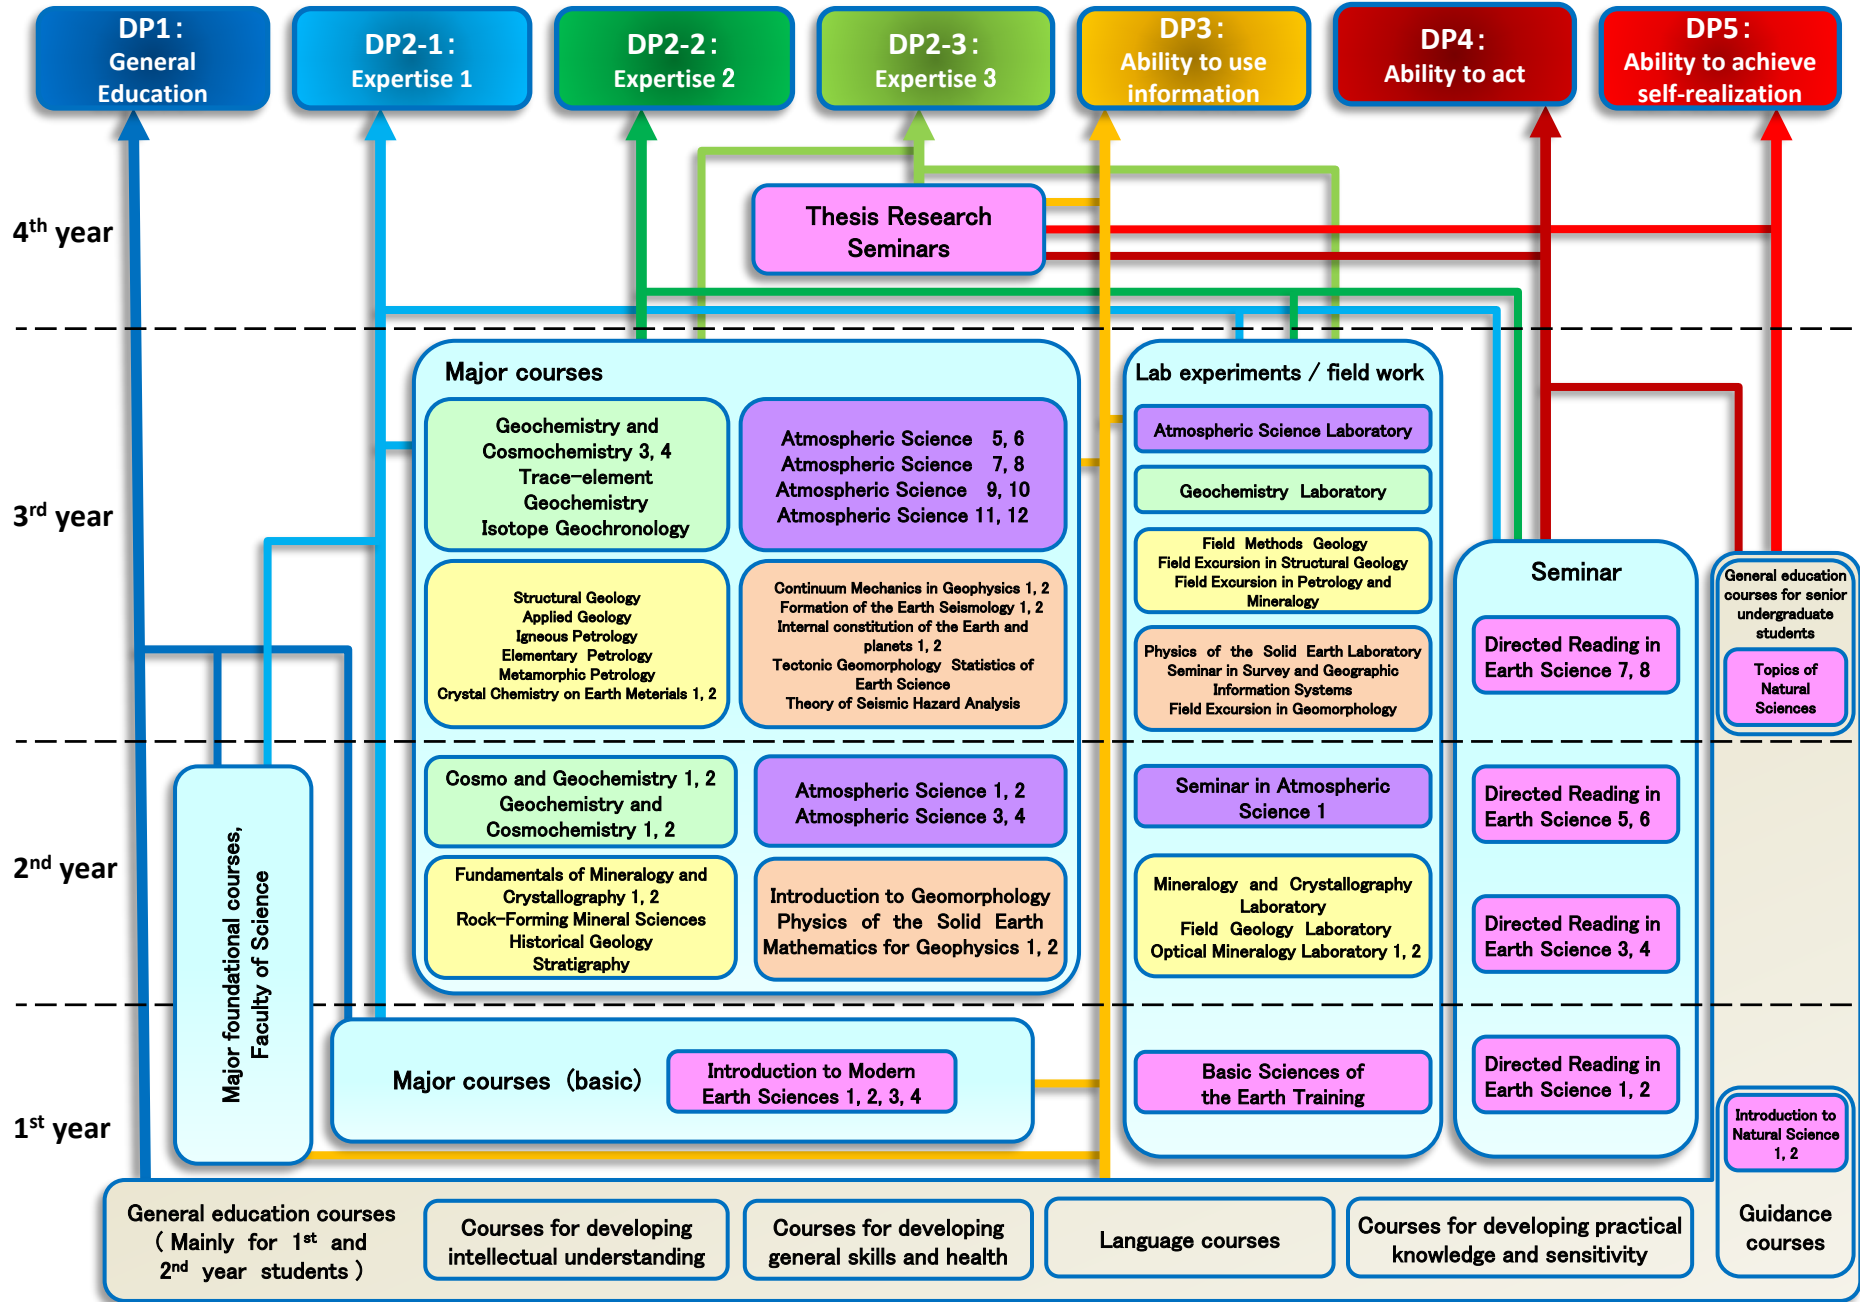 DP1:
General
Education
DP2-1:
Expertise 1
DP2-2:
Expertise 2
DP2-3:
Expertise 3
DP3:
Ability to use
information
DP4:
Ability to act
DP5:
Ability to achieve
self-realization
4th year
Thesis Research
Seminars
3rd year
Major courses
Geochemistry and
Cosmochemistry 3, 4
Trace-element
Geochemistry
Isotope Geochronology
Atmospheric Science 5, 6
Atmospheric Science 7, 8
Atmospheric Science 9, 10
Atmospheric Science 11, 12
Structural Geology
Applied Geology
Igneous Petrology
Elementary Petrology
Metamorphic Petrology
Crystal Chemistry on Earth Meterials 1, 2
Continuum Mechanics in Geophysics 1, 2
Formation of the Earth Seismology 1, 2
Internal constitution of the Earth and
planets 1, 2
Tectonic Geomorphology Statistics of
Earth Science
Theory of Seismic Hazard Analysis
Lab experiments / field work
Atmospheric Science Laboratory
Geochemistry Laboratory
Field Methods Geology
Field Excursion in Structural Geology
Field Excursion in Petrology and
Mineralogy
Physics of the Solid Earth Laboratory
Seminar in Survey and Geographic
Information Systems
Field Excursion in Geomorphology
Seminar
Directed Reading in
Earth Science 7, 8
General education
courses for senior
undergraduate
students
Topics of
Natural
Sciences
2nd year
Major foundational courses,
Faculty of Science
Cosmo and Geochemistry 1, 2
Geochemistry and
Cosmochemistry 1, 2
Atmospheric Science 1, 2
Atmospheric Science 3, 4
Fundamentals of Mineralogy and
Crystallography 1, 2
Rock-Forming Mineral Sciences
Historical Geology
Stratigraphy
Introduction to Geomorphology
Physics of the Solid Earth
Mathematics for Geophysics 1, 2
Seminar in Atmospheric
Science 1
Mineralogy and Crystallography
Laboratory
Field Geology Laboratory
Optical Mineralogy Laboratory 1, 2
Directed Reading in
Earth Science 5, 6
Directed Reading in
Earth Science 3, 4
1st year
Major courses (basic)
Introduction to Modern
Earth Sciences 1, 2, 3, 4
Basic Sciences of
the Earth Training
Directed Reading in
Earth Science 1, 2
Introduction to
Natural Science
1, 2
Guidance
courses
General education courses
( Mainly for 1st and
2nd year students )
Courses for developing
intellectual understanding
Courses for developing
general skills and health
Language courses
Courses for developing practical
knowledge and sensitivity